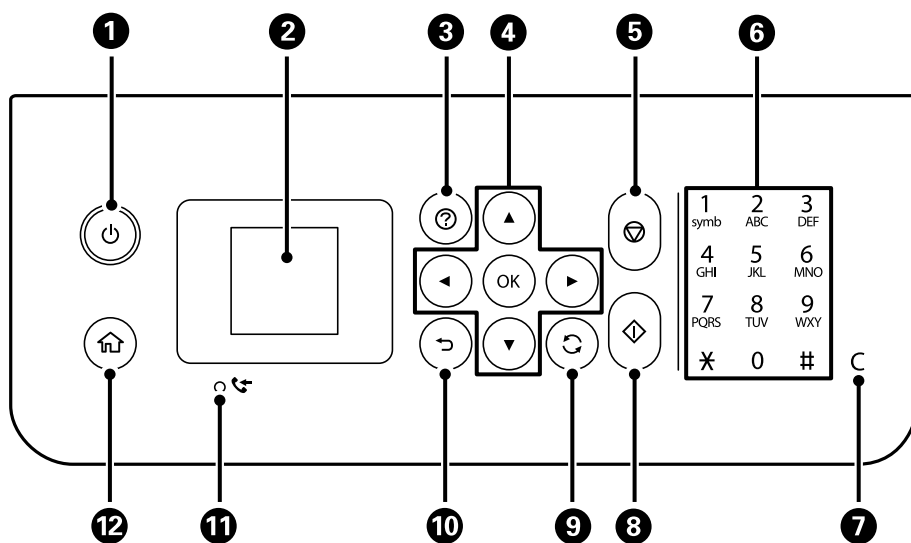 1 2 3 4 5 6
1 2 3
symb ABC DEF
4 5 6
GHI JKL MNO
OK
7 8 9
PQRS TUV WXY
* 0 #
C
12 11 10 9 8 7